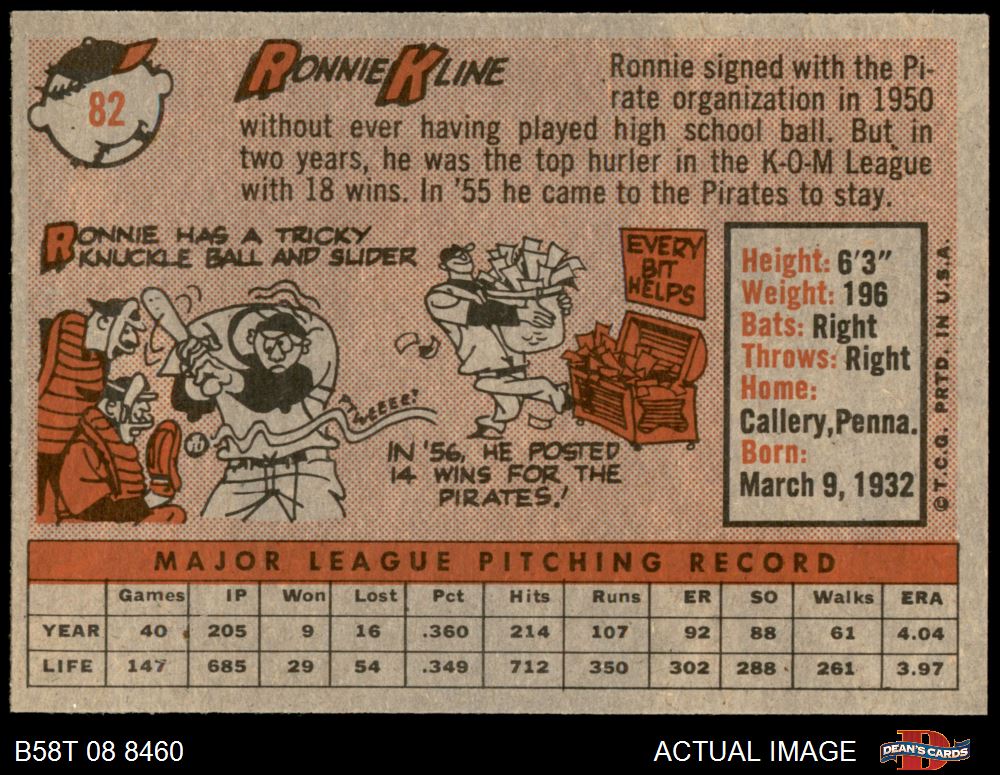 82
RONNIE KLINE
Ronnie signed with the Pi-
rate organization in 1950
without ever having played high school ball. But in
two years, he was the top hurler in the K-O-M League
with 18 wins. In '55 he came to the Pirates to stay.
RONNIE HAS A TRICKY
KNUCKLE BALL AND SLIDER
WEEEEE!
EVERY
BIT
HELPS
IN '56, HE POSTED
14 WINS FOR THE
PIRATES!
Height: 6'3"
Weight: 196
Bats: Right
Throws: Right
Home:
Callery, Penna.
Born:
March 9, 1932
© T.C.G. PRTD. IN U.S.A
MAJOR LEAGUE PITCHING RECORD
Games IP Won Lost Pct Hits Runs ER SO Walks ERA
YEAR 40 205 9 16 .360 214 107 92 88 61 4.04
LIFE 147 685 29 54 .349 712 350 302 288 261 3.97
B58T 08 8460
ACTUAL IMAGE
DEAN'S CARDS